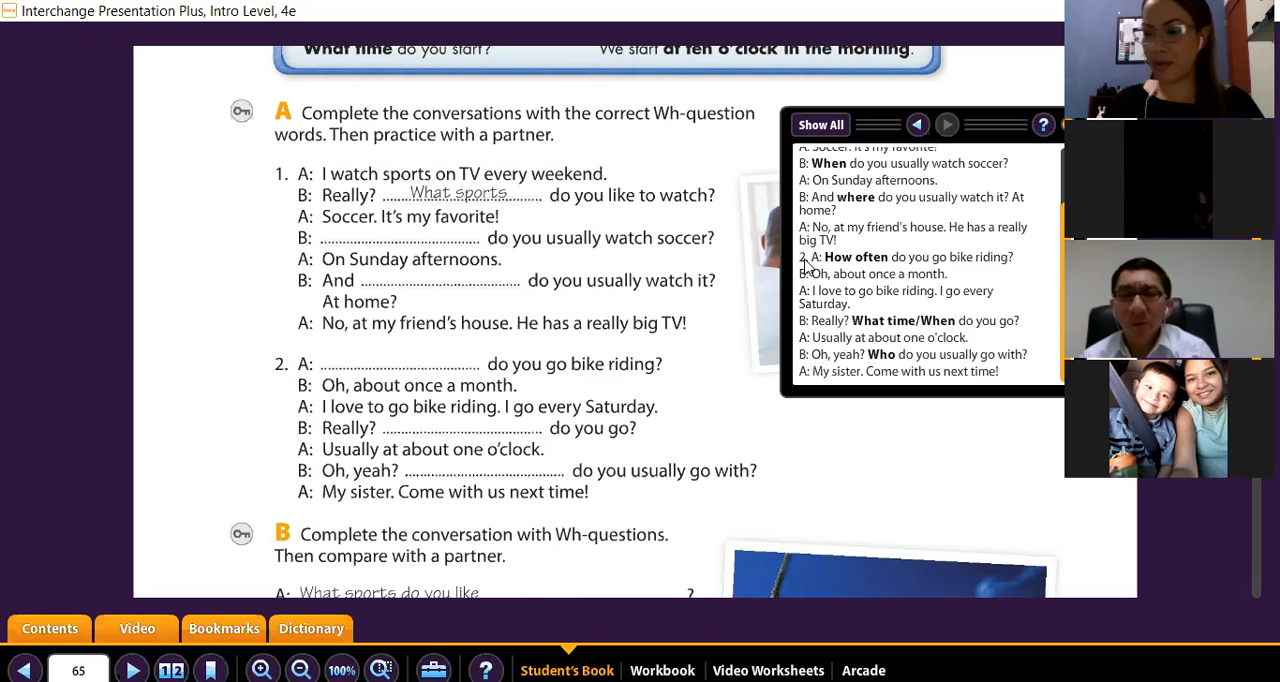 Interchange Presentation Plus, Intro Level, 4e
What time do you start? We start at ten o'clock in the morning.
A Complete the conversations with the correct Wh-question
words. Then practice with a partner.
1. A: I watch sports on TV every weekend.
B: Really? ........What sports........ do you like to watch?
A: Soccer. It's my favorite!
B: ........................................ do you usually watch soccer?
A: On Sunday afternoons.
B: And ........................................ do you usually watch it?
At home?
A: No, at my friend's house. He has a really big TV!
2. A: ........................................ do you go bike riding?
B: Oh, about once a month.
A: I love to go bike riding. I go every Saturday.
B: Really? ........................................ do you go?
A: Usually at about one o'clock.
B: Oh, yeah? ........................................ do you usually go with?
A: My sister. Come with us next time!
B Complete the conversation with Wh-questions.
Then compare with a partner.
A: What sports do you like ?
Show All
?
A: Soccer. It's my favorite!
B: When do you usually watch soccer?
A: On Sunday afternoons.
B: And where do you usually watch it? At
home?
A: No, at my friend's house. He has a really
big TV!
2. A: How often do you go bike riding?
B: Oh, about once a month.
A: I love to go bike riding. I go every
Saturday.
B: Really? What time/When do you go?
A: Usually at about one o'clock.
B: Oh, yeah? Who do you usually go with?
A: My sister. Come with us next time!
Contents Video Bookmarks Dictionary
65 1 2 100% ? Student's Book Workbook Video Worksheets Arcade